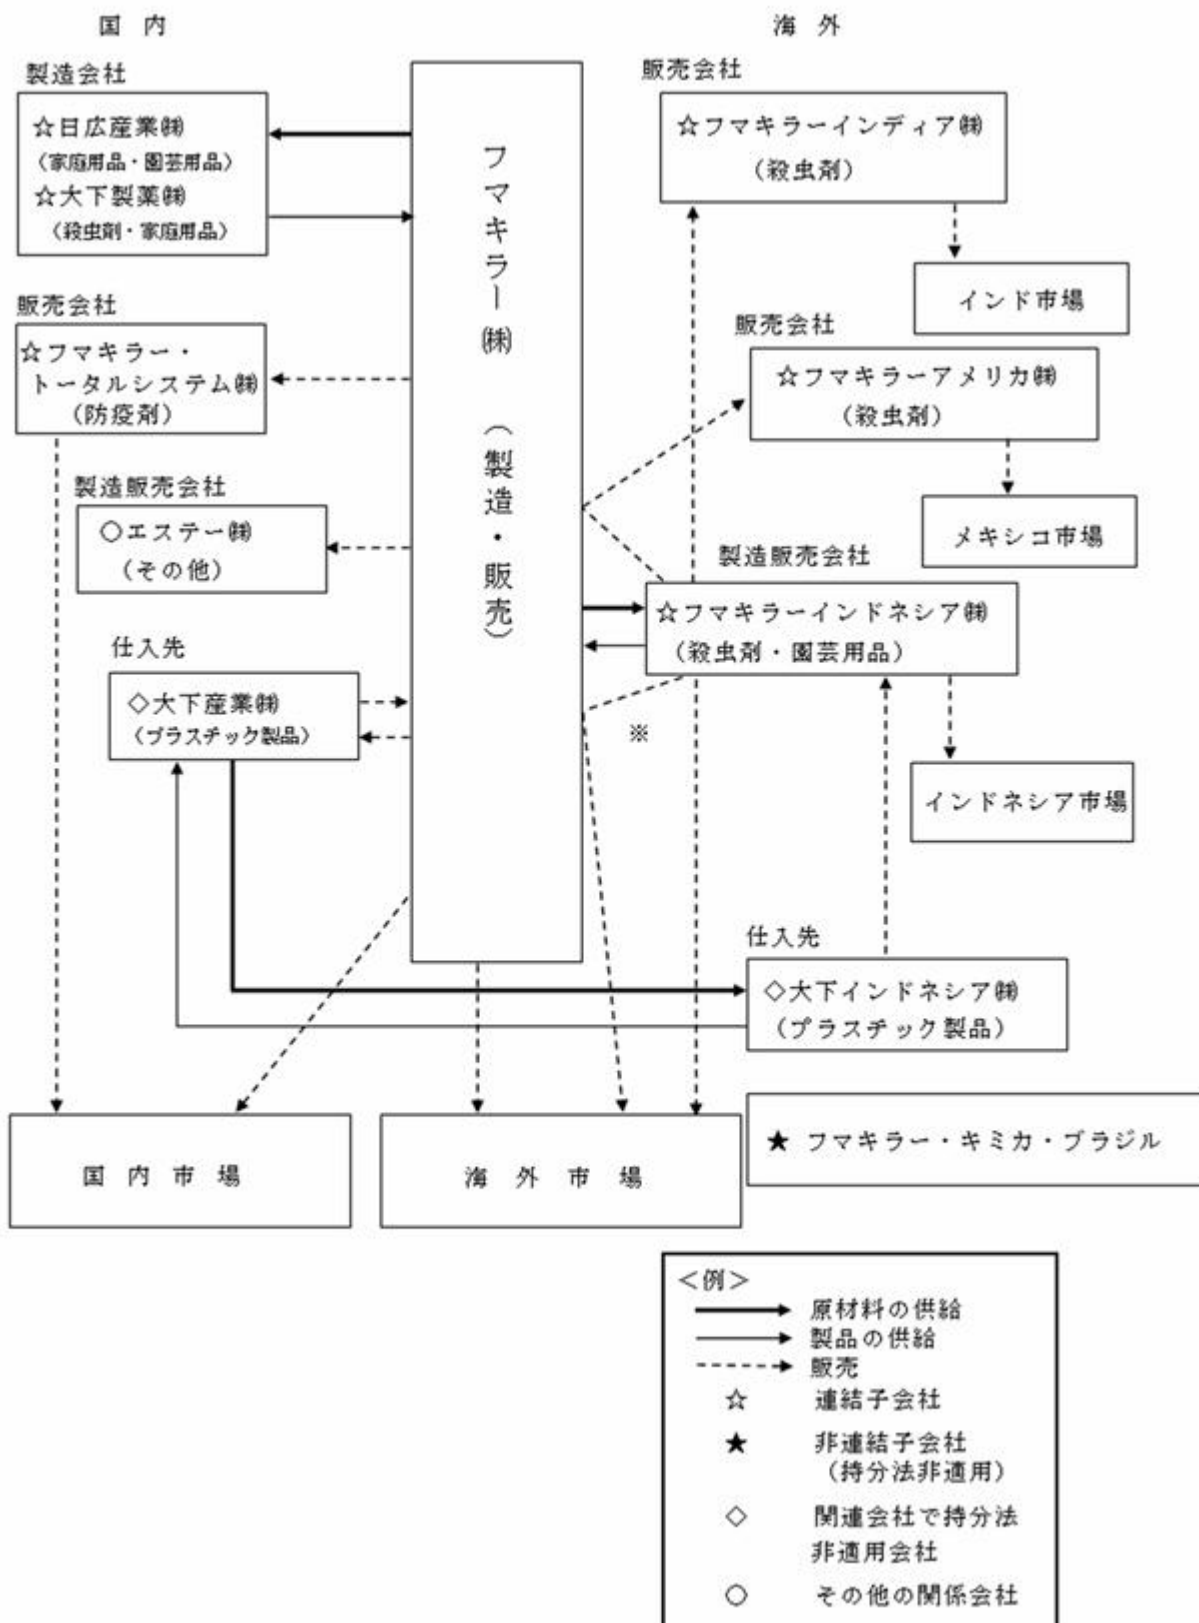 国内
製造会社
☆日広産業㈱
（家庭用品・園芸用品）
☆大下製薬㈱
（殺虫剤・家庭用品）
販売会社
☆フマキラー・
トータルシステム㈱
（防疫剤）
製造販売会社
○エステー㈱
（その他）
仕入先
◇大下産業㈱
（プラスチック製品）
フマキラー㈱　（製造・販売）
海外
販売会社
☆フマキラーインディア㈱
（殺虫剤）
インド市場
販売会社
☆フマキラーアメリカ㈱
（殺虫剤）
メキシコ市場
製造販売会社
☆フマキラーインドネシア㈱
（殺虫剤・園芸用品）
※
インドネシア市場
仕入先
◇大下インドネシア㈱
（プラスチック製品）
国内市場
海外市場
★ フマキラー・キミカ・ブラジル
＜例＞
原材料の供給
製品の供給
販売
☆ 連結子会社
★ 非連結子会社
（持分法非適用）
◇ 関連会社で持分法
非適用会社
○ その他の関係会社